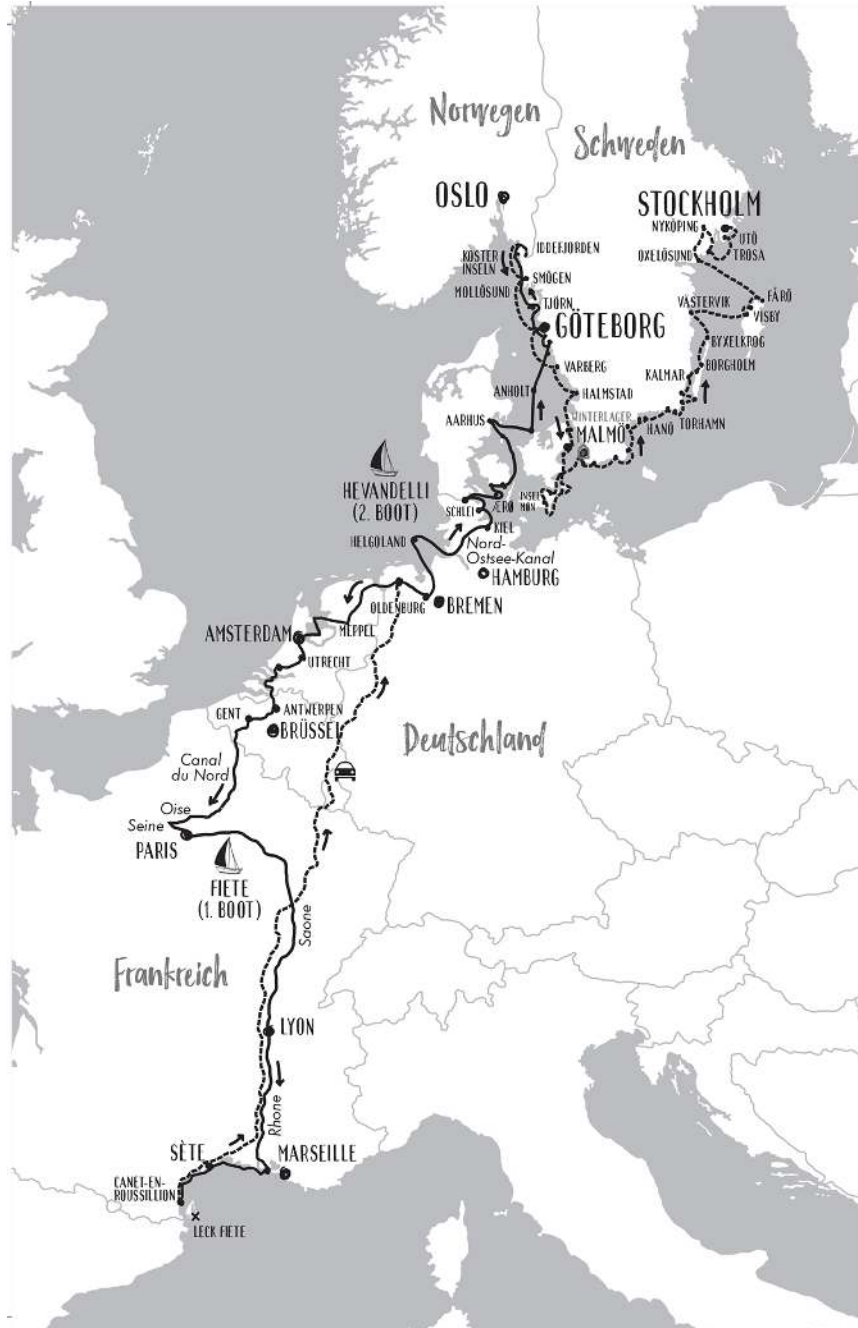 Norwegen
Schweden
OSLO
STOCKHOLM
NYKÖPING
UTÖ
TROSA
OXELÖSUND
IDDEFJORDEN
KÖSTER
INSELN
SMÖGEN
MOLLÖSUND
TJÖRN
GÖTEBORG
FÅRÖ
VÄSTERVIK
VISBY
BYXELKROG
VARBERG
BORGHOLM
KALMAR
ANHOLT
HALMSTAD
AARHUS
WINTERLAGER
MALMÖ
HANÖ
TORHAMN
HEVANDELLI
(2. BOOT)
SCHLEI
ÆRØ
INSEL
MÖN
KIEL
HELGOLAND
Nord-
Ostsee-Kanal
HAMBURG
OLDENBURG
BREMEN
AMSTERDAM
MEPPEL
UTRECHT
GENT
ANTWERPEN
BRÜSSEL
Deutschland
Canal
du Nord
Oise
Seine
PARIS
FIETE
(1. BOOT)
Saone
Frankreich
LYON
Rhone
SÈTE
MARSEILLE
CANET-EN-
ROUSSILLION
LECK FIETE